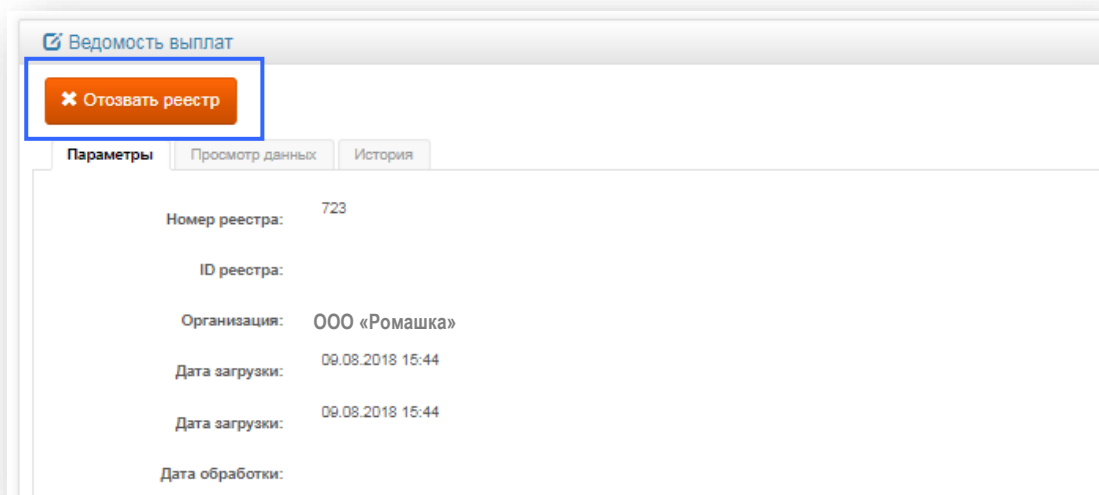 Ведомость выплат
Отозвать реестр
Параметры Просмотр данных История
Номер реестра: 723
ID реестра:
Организация: ООО «Ромашка»
Дата загрузки: 09.08.2018 15:44
Дата загрузки: 09.08.2018 15:44
Дата обработки: